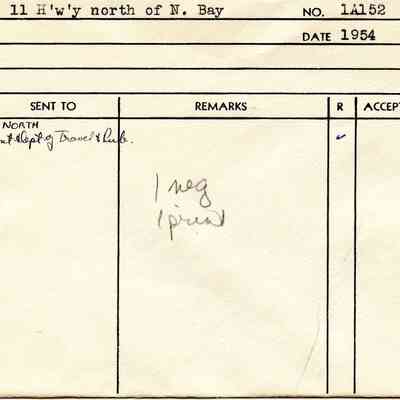 11 H'w'y north of N. Bay NO. 1A152
DATE 1954
SENT TO REMARKS R ACCEPT
NORTH
Dept of Travel & Pub.
1 neg
1 print